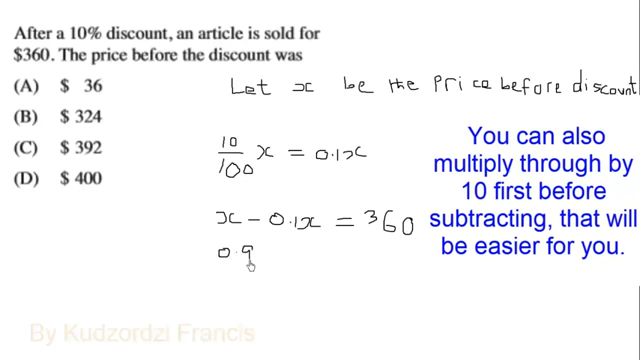 After a 10% discount, an article is sold for
$360. The price before the discount was
(A) $ 36
(B) $ 324
(C) $ 392
(D) $ 400
Let x be the Price before discount
10/100 x = 0.1x
x - 0.1x = 360
0.9
You can also
multiply through by
10 first before
subtracting, that will
be easier for you.
By Kudzordzi Francis